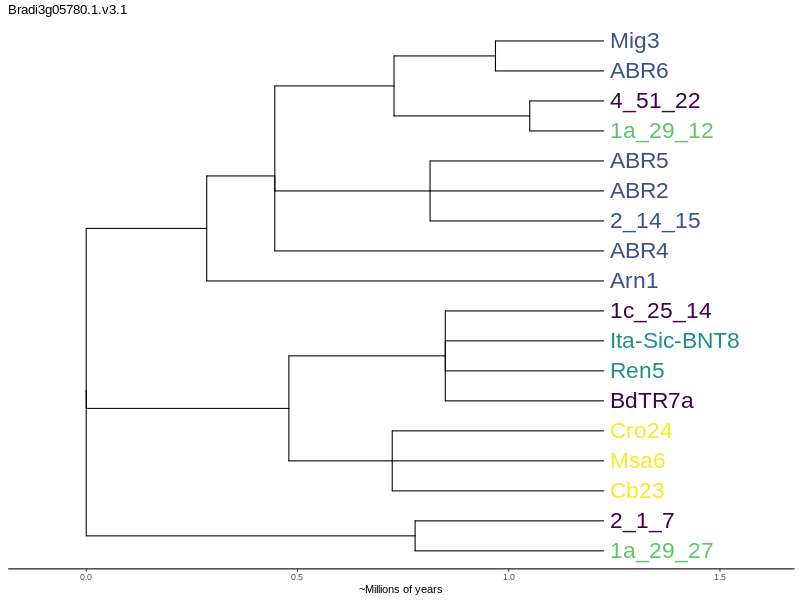 Bradi3g05780.1.v3.1
Mig3
ABR6
4_51_22
1a_29_12
ABR5
ABR2
2_14_15
ABR4
Arn1
1c_25_14
Ita-Sic-BNT8
Ren5
BdTR7a
Cro24
Msa6
Cb23
2_1_7
1a_29_27
0.0 0.5 1.0 1.5
~Millions of years